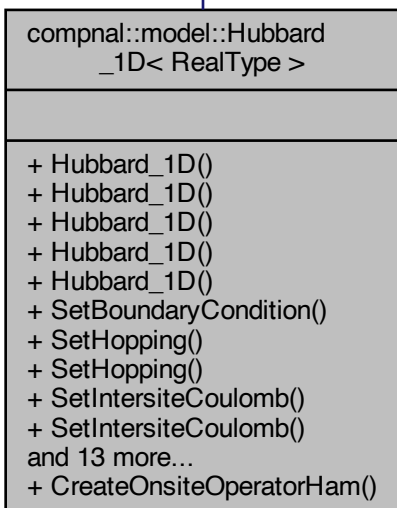 compnal::model::Hubbard
_1D< RealType >
+ Hubbard_1D()
+ Hubbard_1D()
+ Hubbard_1D()
+ Hubbard_1D()
+ Hubbard_1D()
+ SetBoundaryCondition()
+ SetHopping()
+ SetHopping()
+ SetIntersiteCoulomb()
+ SetIntersiteCoulomb()
and 13 more...
+ CreateOnsiteOperatorHam()